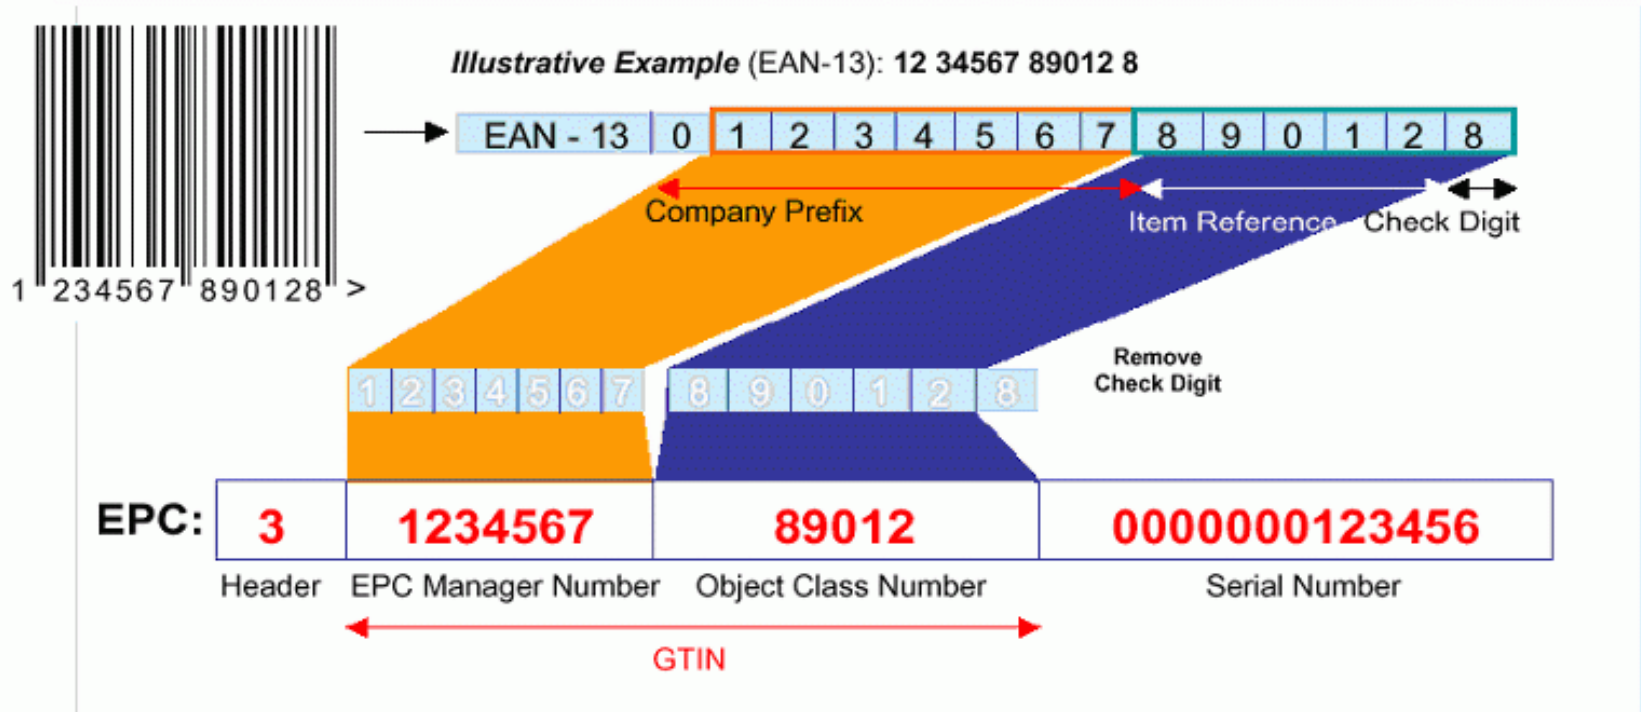 Illustrative Example (EAN-13): 12 34567 89012 8
EAN - 13 0 1 2 3 4 5 6 7 8 9 0 1 2 8
Company Prefix
Item Reference
Check Digit
1 234567 890128 >
Remove
Check Digit
1 2 3 4 5 6 7 8 9 0 1 2 8
EPC: 3 1234567 89012 0000000123456
Header EPC Manager Number Object Class Number Serial Number
GTIN